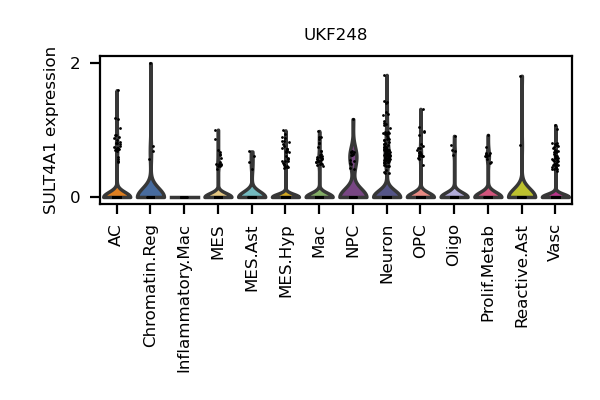 UKF248
SULT4A1 expression
2
0
AC
Chromatin.Reg
Inflammatory.Mac
MES
MES.Ast
MES.Hyp
Mac
NPC
Neuron
OPC
Oligo
Prolif.Metab
Reactive.Ast
Vasc